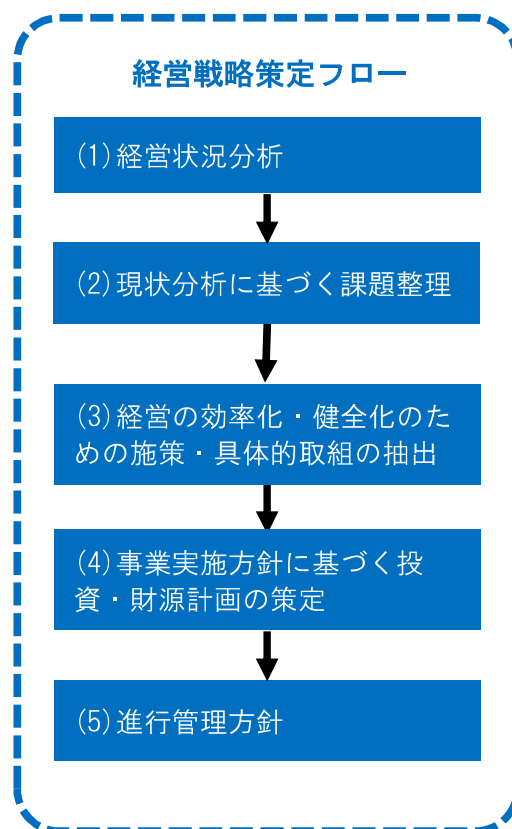 経営戦略策定フロー
(1)経営状況分析
(2)現状分析に基づく課題整理
(3)経営の効率化・健全化のた
めの施策・具体的取組の抽出
(4)事業実施方針に基づく投
資・財源計画の策定
(5)進行管理方針